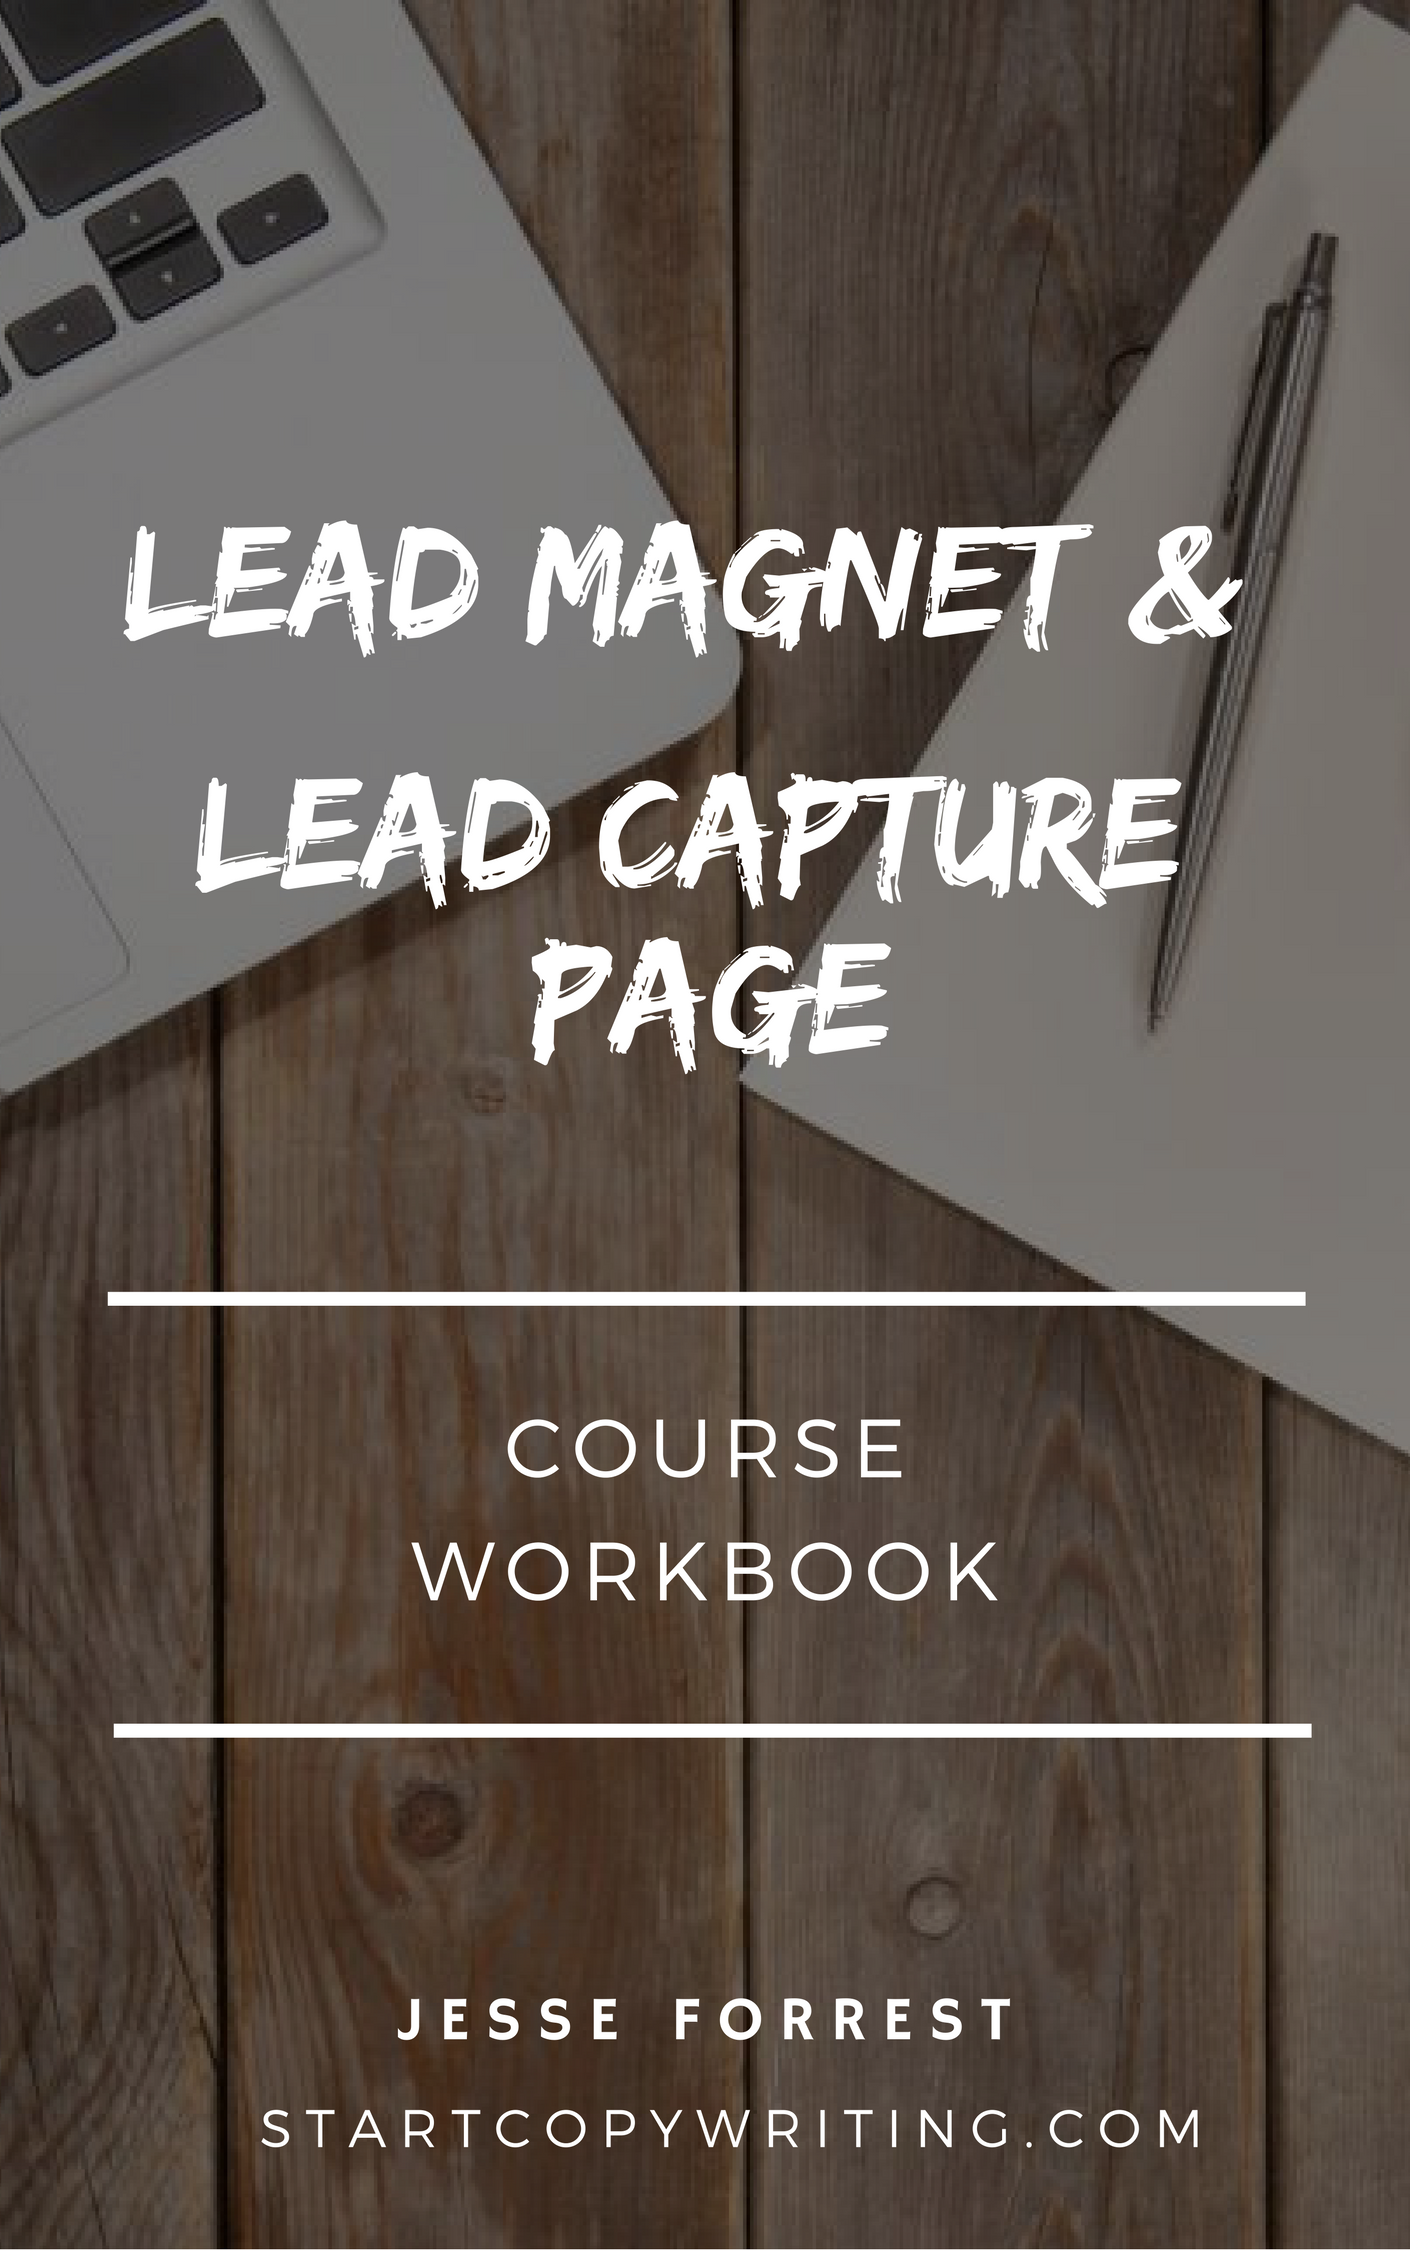 LEAD MAGNET &
LEAD CAPTURE
PAGE
COURSE
WORKBOOK
JESSE FORREST
STARTCOPYWRITING.COM